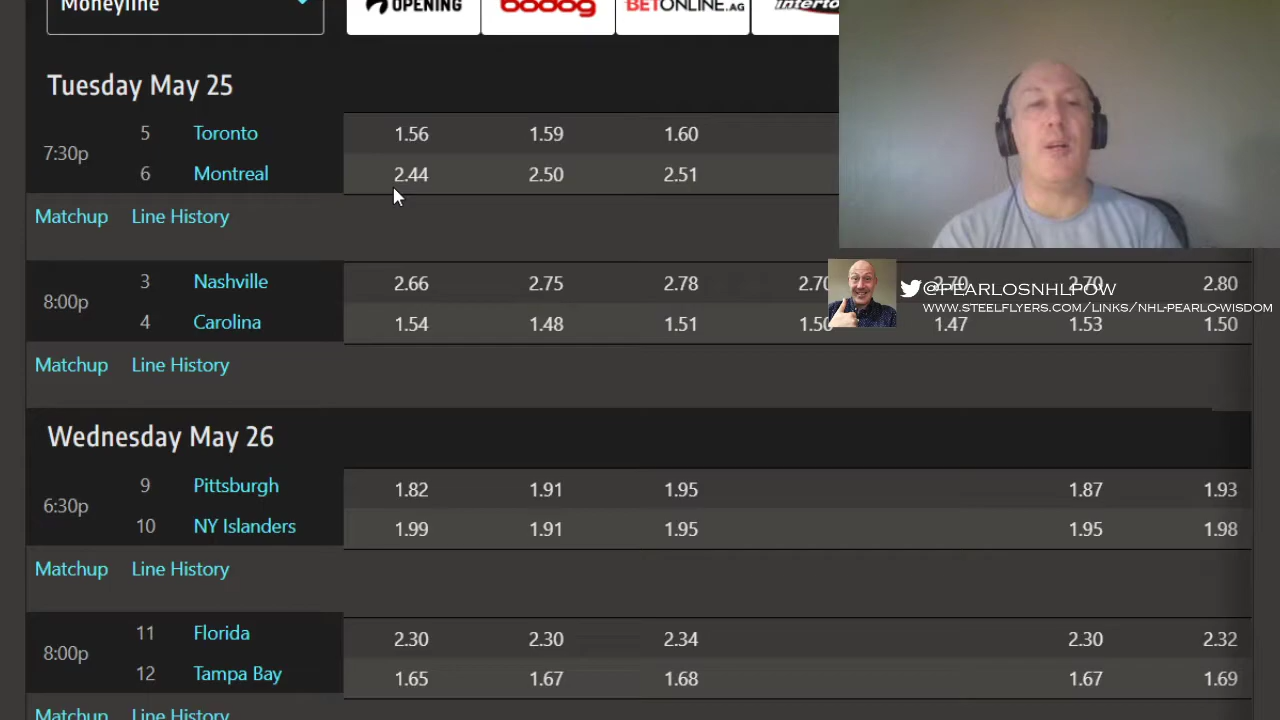 Moneyline OPENING bodog BETONLINE.AG
Tuesday May 25
7:30p 5 Toronto 1.56 1.59 1.60
6 Montreal 2.44 2.50 2.51
Matchup Line History
8:00p 3 Nashville 2.66 2.75 2.78 2.70 2.70 2.70 2.80
4 Carolina 1.54 1.48 1.51 1.50 1.47 1.53 1.50
@PEARLOSNHLPOW
WWW.STEELFLYERS.COM/LINKS/NHL-PEARLO-WISDOM
Matchup Line History
Wednesday May 26
6:30p 9 Pittsburgh 1.82 1.91 1.95 1.87 1.93
10 NY Islanders 1.99 1.91 1.95 1.95 1.98
Matchup Line History
8:00p 11 Florida 2.30 2.30 2.34 2.30 2.32
12 Tampa Bay 1.65 1.67 1.68 1.67 1.69
Matchup Line History